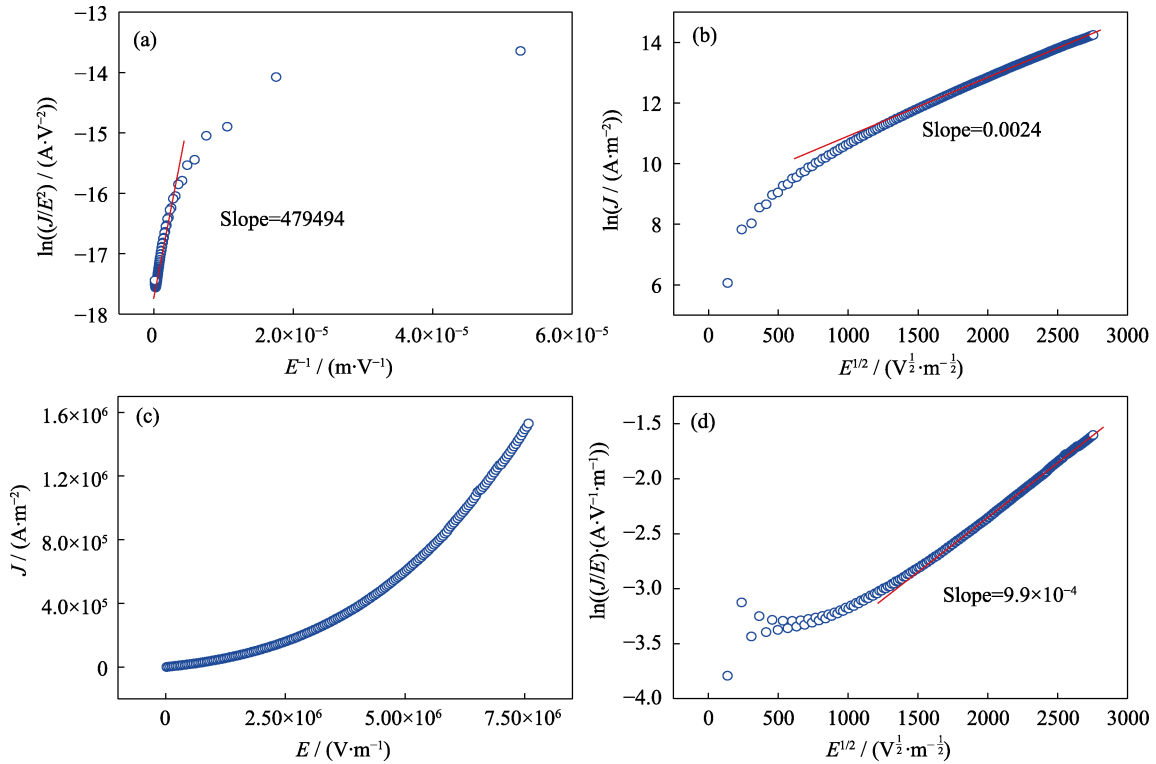 (a)
ln((J/E²) / (A·V⁻²))
−13
−14
−15
−16
−17
−18
Slope=479494
0
2.0×10⁻⁵
4.0×10⁻⁵
6.0×10⁻⁵
E⁻¹ / (m·V⁻¹)
(b)
ln(J / (A·m⁻²))
14
12
10
8
6
Slope=0.0024
0
500
1000
1500
2000
2500
3000
E^{1/2} / (V^{1/2}·m^{-1/2})
(c)
J / (A·m⁻²)
1.6×10⁶
1.2×10⁶
8.0×10⁵
4.0×10⁵
0
0
2.50×10⁶
5.00×10⁶
7.50×10⁶
E / (V·m⁻¹)
(d)
ln((J/E)·(A·V⁻¹·m⁻¹))
−1.5
−2.0
−2.5
−3.0
−3.5
−4.0
Slope=9.9×10⁻⁴
0
500
1000
1500
2000
2500
3000
E^{1/2} / (V^{1/2}·m^{-1/2})